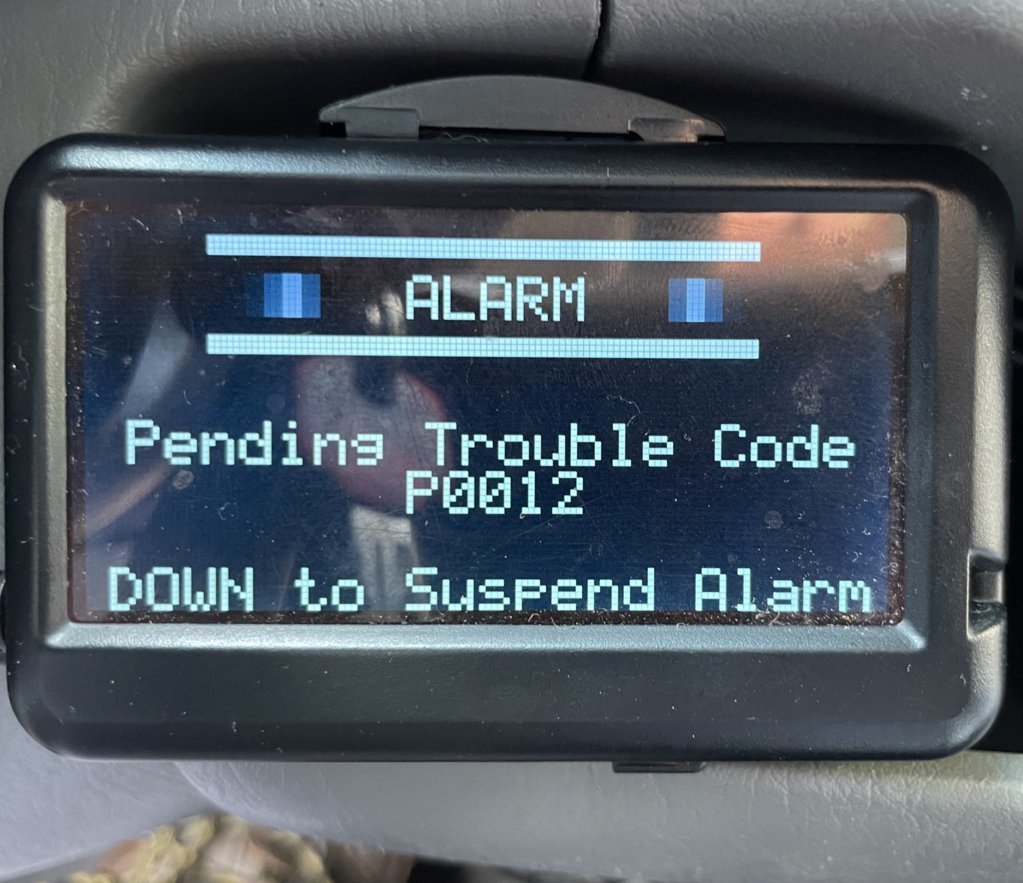 ALARM
Pending Trouble Code
P0012
DOWN to Suspend Alarm